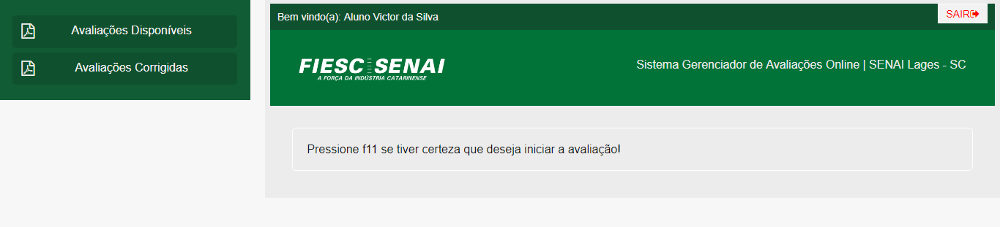 Avaliações Disponíveis
Avaliações Corrigidas
Bem vindo(a): Aluno Victor da Silva
SAIR
FIESC SENAI
A FORÇA DA INDÚSTRIA CATARINENSE
Sistema Gerenciador de Avaliações Online | SENAI Lages - SC
Pressione f11 se tiver certeza que deseja iniciar a avaliação!